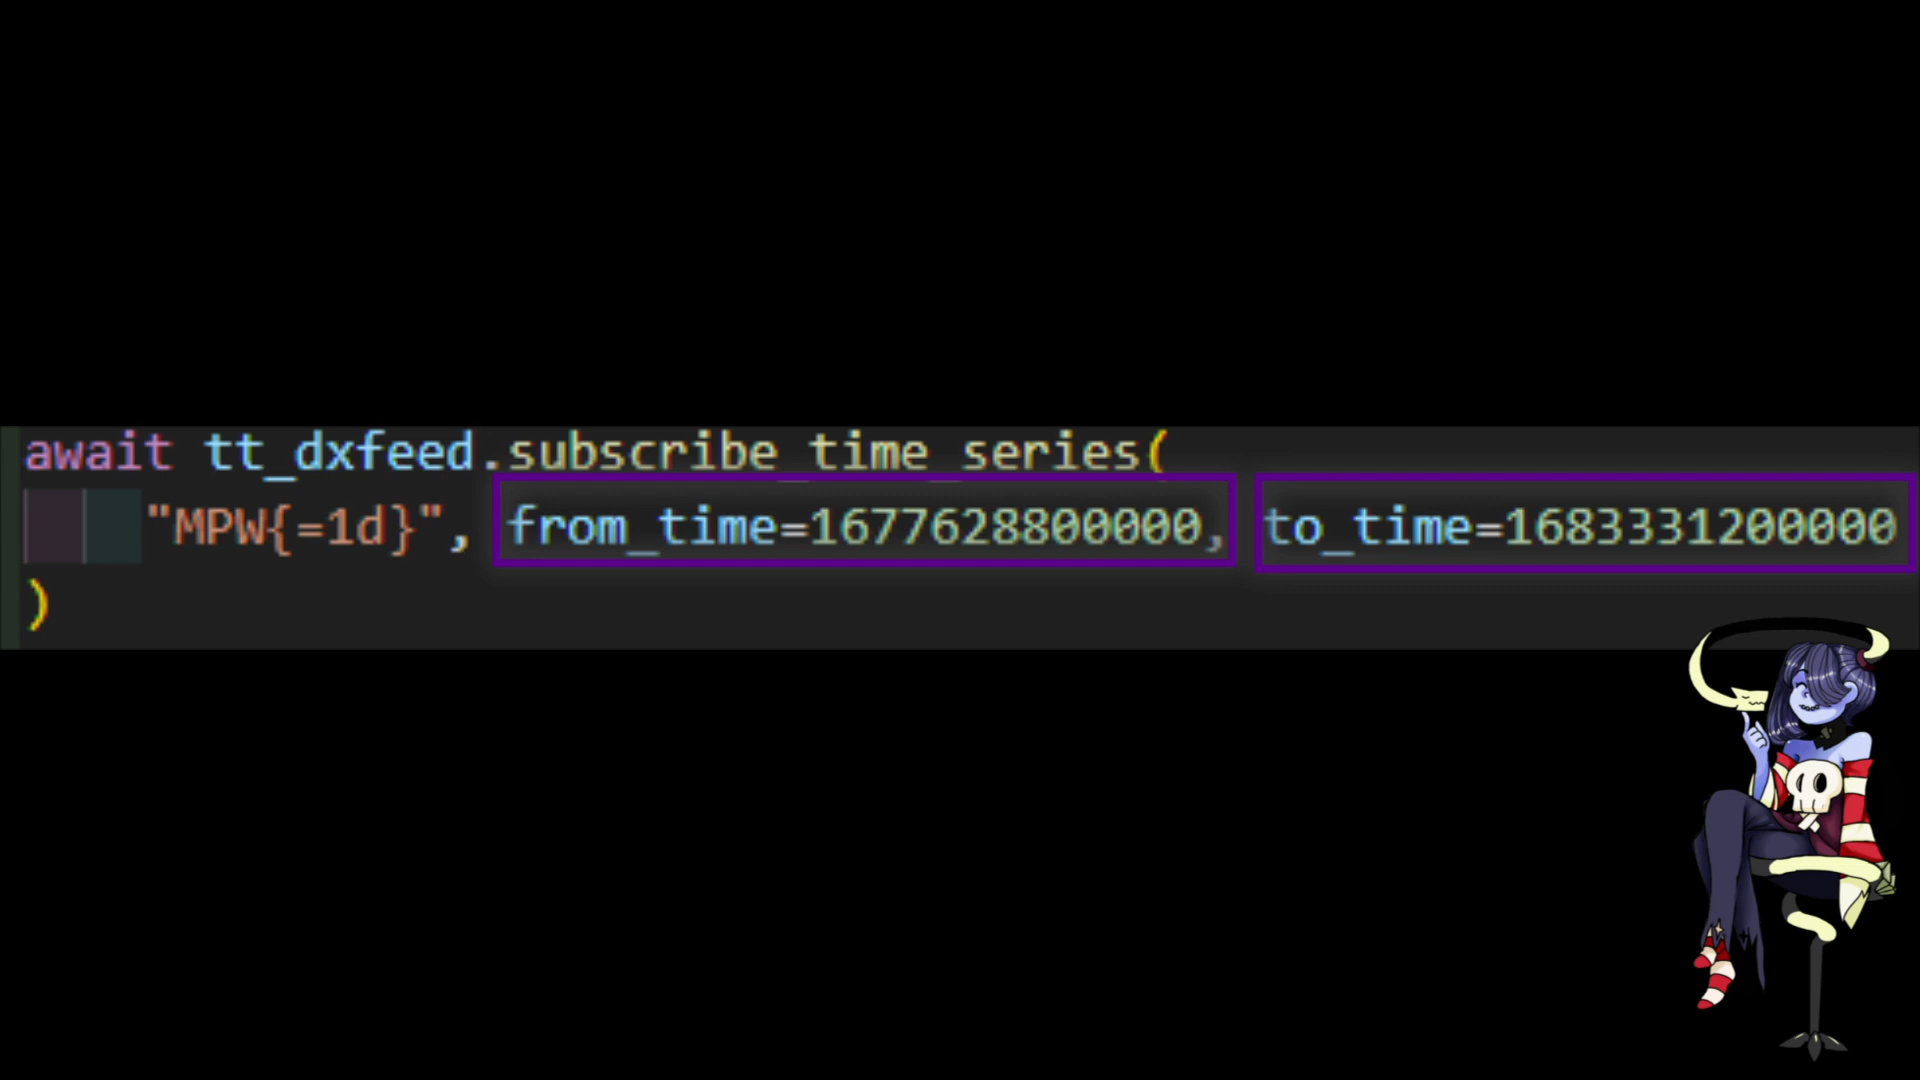 await tt_dxfeed.subscribe_time_series(
"MPW{=1d}", from_time=1677628800000, to_time=1683331200000
)